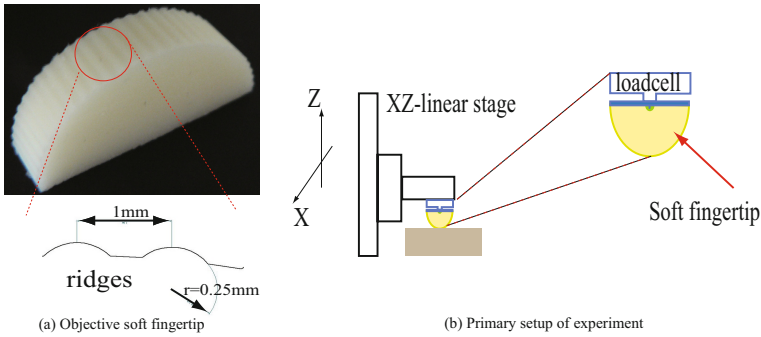 1mm
ridges
r=0.25mm
(a) Objective soft fingertip
Z
X
XZ-linear stage
loadcell
Soft fingertip
(b) Primary setup of experiment